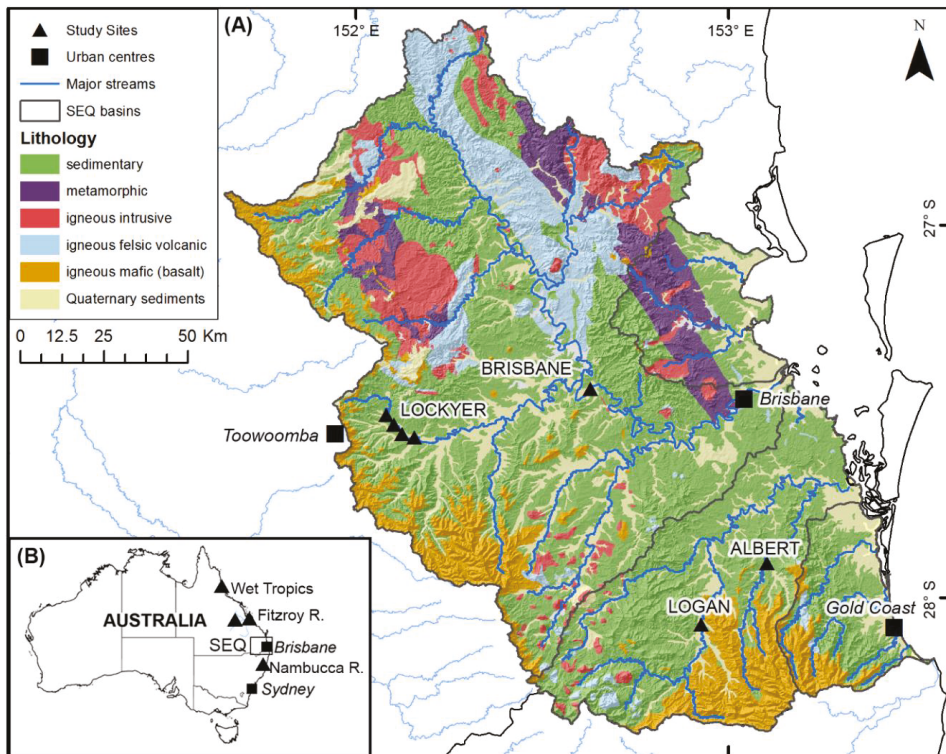 Study Sites
Urban centres
Major streams
SEQ basins
Lithology
sedimentary
metamorphic
igneous intrusive
igneous felsic volcanic
igneous mafic (basalt)
Quaternary sediments
0 12.5 25 50 Km
(A)
152° E
153° E
N
27° S
BRISBANE
Brisbane
LOCKYER
Toowoomba
ALBERT
LOGAN
Gold Coast
28° S
(B)
Wet Tropics
AUSTRALIA
Fitzroy R.
SEQ
Brisbane
Nambucca R.
Sydney